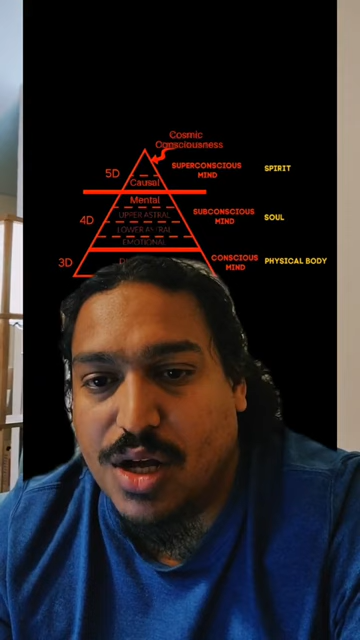 Cosmic
Consciousness
5D
SUPERCONSCIOUS
MIND
SPIRIT
Causal
Mental
4D
UPPER ASTRAL
SUBCONSCIOUS
MIND
SOUL
LOWER ASTRAL
EMOTIONAL
3D
CONSCIOUS
MIND
PHYSICAL BODY